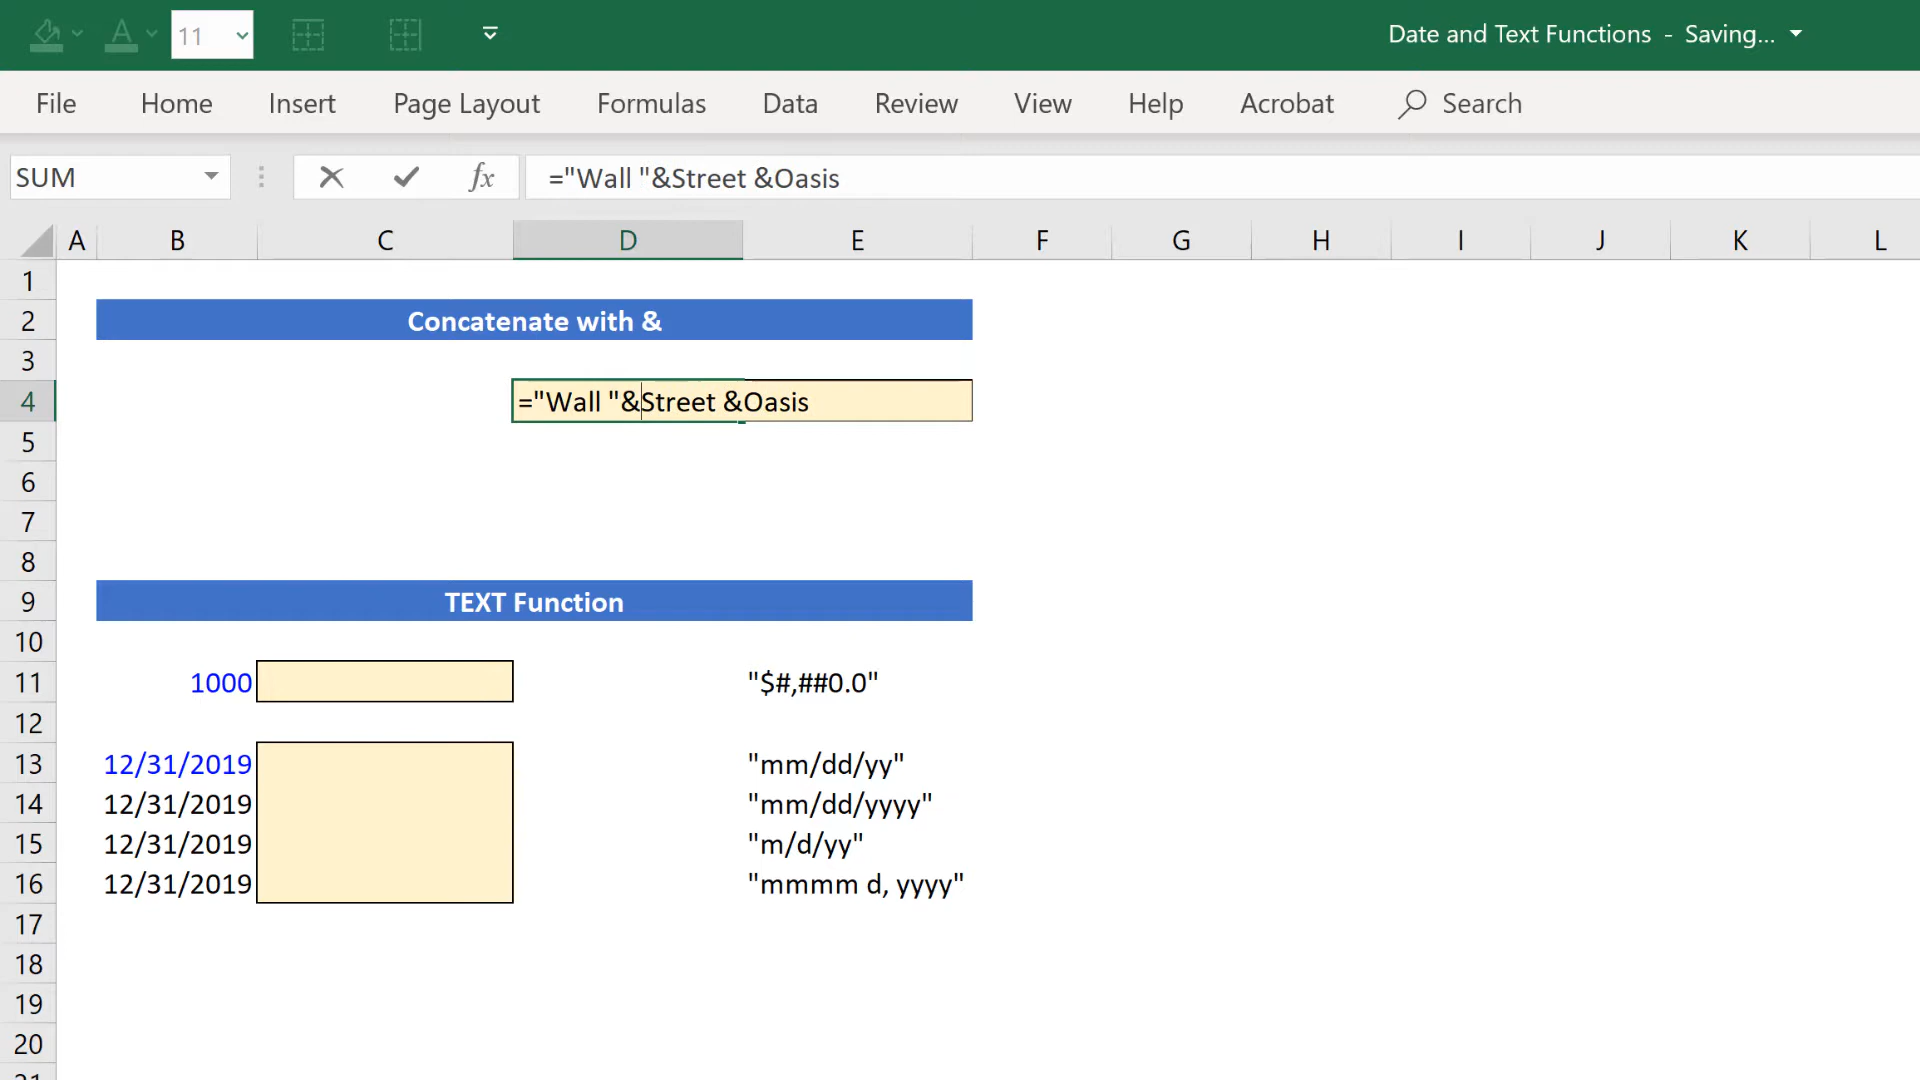 11
Date and Text Functions - Saving...
File Home Insert Page Layout Formulas Data Review View Help Acrobat Search
SUM fx ="Wall "&Street &Oasis
A B C D E F G H I J K L
1
2 Concatenate with &
3
4 ="Wall "&Street &Oasis
5
6
7
8
9 TEXT Function
10
11 1000 "$#,##0.0"
12
13 12/31/2019 "mm/dd/yy"
14 12/31/2019 "mm/dd/yyyy"
15 12/31/2019 "m/d/yy"
16 12/31/2019 "mmmm d, yyyy"
17
18
19
20